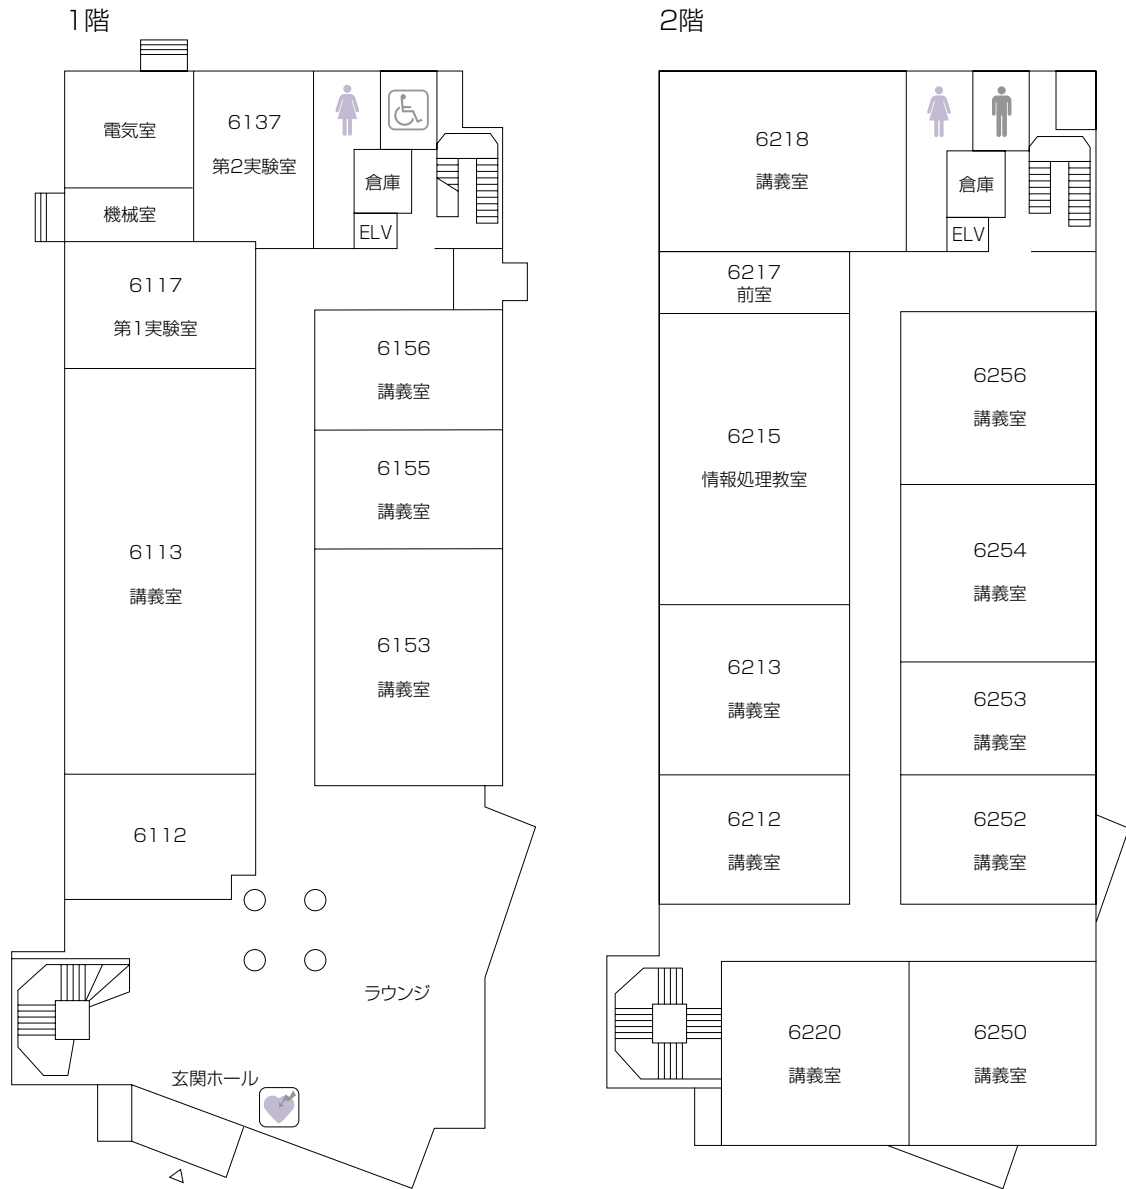 1階
電気室
6137
第2実験室
倉庫
機械室
ELV
6117
第1実験室
6156
講義室
6155
講義室
6113
講義室
6153
講義室
6112
ラウンジ
玄関ホール
2階
6218
講義室
倉庫
ELV
6217
前室
6256
講義室
6215
情報処理教室
6254
講義室
6213
講義室
6253
講義室
6212
講義室
6252
講義室
6220
講義室
6250
講義室